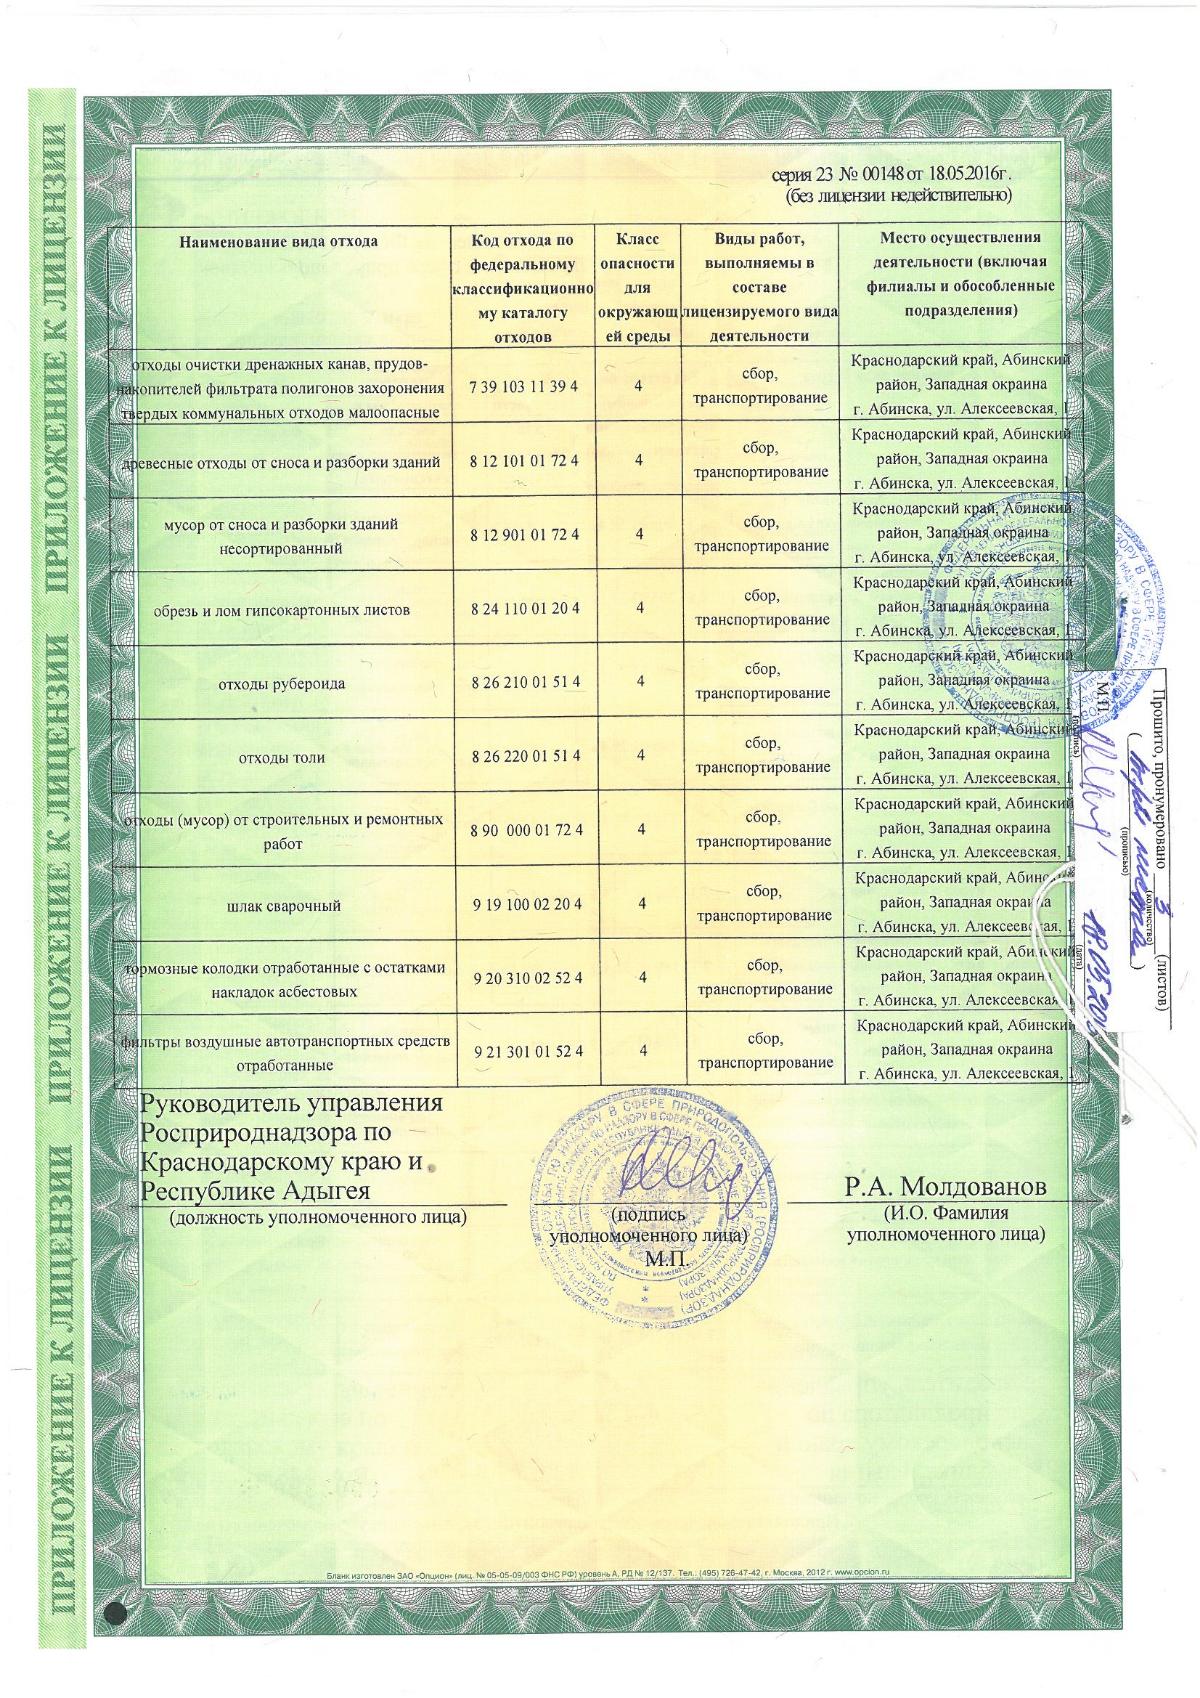 ПРИЛОЖЕНИЕ К ЛИЦЕНЗИИ ПРИЛОЖЕНИЕ К ЛИЦЕНЗИИ ПРИЛОЖЕНИЕ К ЛИЦЕНЗИИ
серия 23 № 00148 от 18.05.2016г.
(без лицензии недействительно)
Наименование вида отхода
Код отхода по
федеральному
классификационно
му каталогу
отходов
Класс
опасности
для
окружающ
ей среды
Виды работ,
выполняемы в
составе
лицензируемого вида
деятельности
Место осуществления
деятельности (включая
филиалы и обособленные
подразделения)
отходы очистки дренажных канав, прудов-
накопителей фильтрата полигонов захоронения
твердых коммунальных отходов малоопасные
7 39 103 11 39 4
4
сбор,
транспортирование
Краснодарский край, Абинский
район, Западная окраина
г. Абинска, ул. Алексеевская, 1
древесные отходы от сноса и разборки зданий
8 12 101 01 72 4
4
сбор,
транспортирование
Краснодарский край, Абинский
район, Западная окраина
г. Абинска, ул. Алексеевская, 1
мусор от сноса и разборки зданий
несортированный
8 12 901 01 72 4
4
сбор,
транспортирование
Краснодарский край, Абинский
район, Западная окраина
г. Абинска, ул. Алексеевская, 1
обрезь и лом гипсокартонных листов
8 24 110 01 20 4
4
сбор,
транспортирование
Краснодарский край, Абинский
район, Западная окраина
г. Абинска, ул. Алексеевская, 1
отходы рубероида
8 26 210 01 51 4
4
сбор,
транспортирование
Краснодарский край, Абинский
район, Западная окраина
г. Абинска, ул. Алексеевская, 1
отходы толи
8 26 220 01 51 4
4
сбор,
транспортирование
Краснодарский край, Абинский
район, Западная окраина
г. Абинска, ул. Алексеевская, 1
отходы (мусор) от строительных и ремонтных
работ
8 90 000 01 72 4
4
сбор,
транспортирование
Краснодарский край, Абинский
район, Западная окраина
г. Абинска, ул. Алексеевская, 1
шлак сварочный
9 19 100 02 20 4
4
сбор,
транспортирование
Краснодарский край, Абинский
район, Западная окраина
г. Абинска, ул. Алексеевская, 1
тормозные колодки отработанные с остатками
накладок асбестовых
9 20 310 02 52 4
4
сбор,
транспортирование
Краснодарский край, Абинский
район, Западная окраина
г. Абинска, ул. Алексеевская, 1
фильтры воздушные автотранспортных средств
отработанные
9 21 301 01 52 4
4
сбор,
транспортирование
Краснодарский край, Абинский
район, Западная окраина
г. Абинска, ул. Алексеевская, 1
Прошито, пронумеровано 3 (листов)
(количество)
( три листа )
(прописью)
М.П.
(подпись)
(дата)
Руководитель управления
Росприроднадзора по
Краснодарскому краю и
Республике Адыгея
(должность уполномоченного лица)
(подпись
уполномоченного лица)
М.П.
Р.А. Молдованов
(И.О. Фамилия
уполномоченного лица)
Бланк изготовлен ЗАО «Опцион» (лиц. № 05-05-09/003 ФНС РФ) уровень А, РД № 12/137. Тел.: (495) 726-47-42, г. Москва, 2012 г. www.opcion.ru